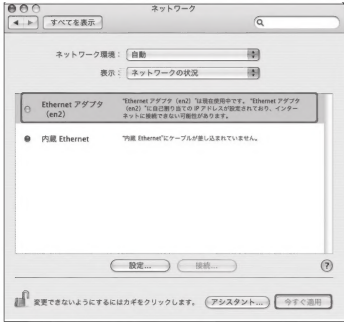 ネットワーク
すべてを表示
ネットワーク環境： 自動
表示： ネットワークの状況
Ethernet アダプタ (en2)
"Ethernet アダプタ（en2）"は現在使用中です。 "Ethernet アダプタ
（en2）"に自己割り当ての IP アドレスが設定されており、インター
ネットに接続できない可能性があります。
内蔵 Ethernet
"内蔵 Ethernet"にケーブルが差し込まれていません。
設定...
接続...
?
変更できないようにするにはカギをクリックします。
アシスタント...
今すぐ適用